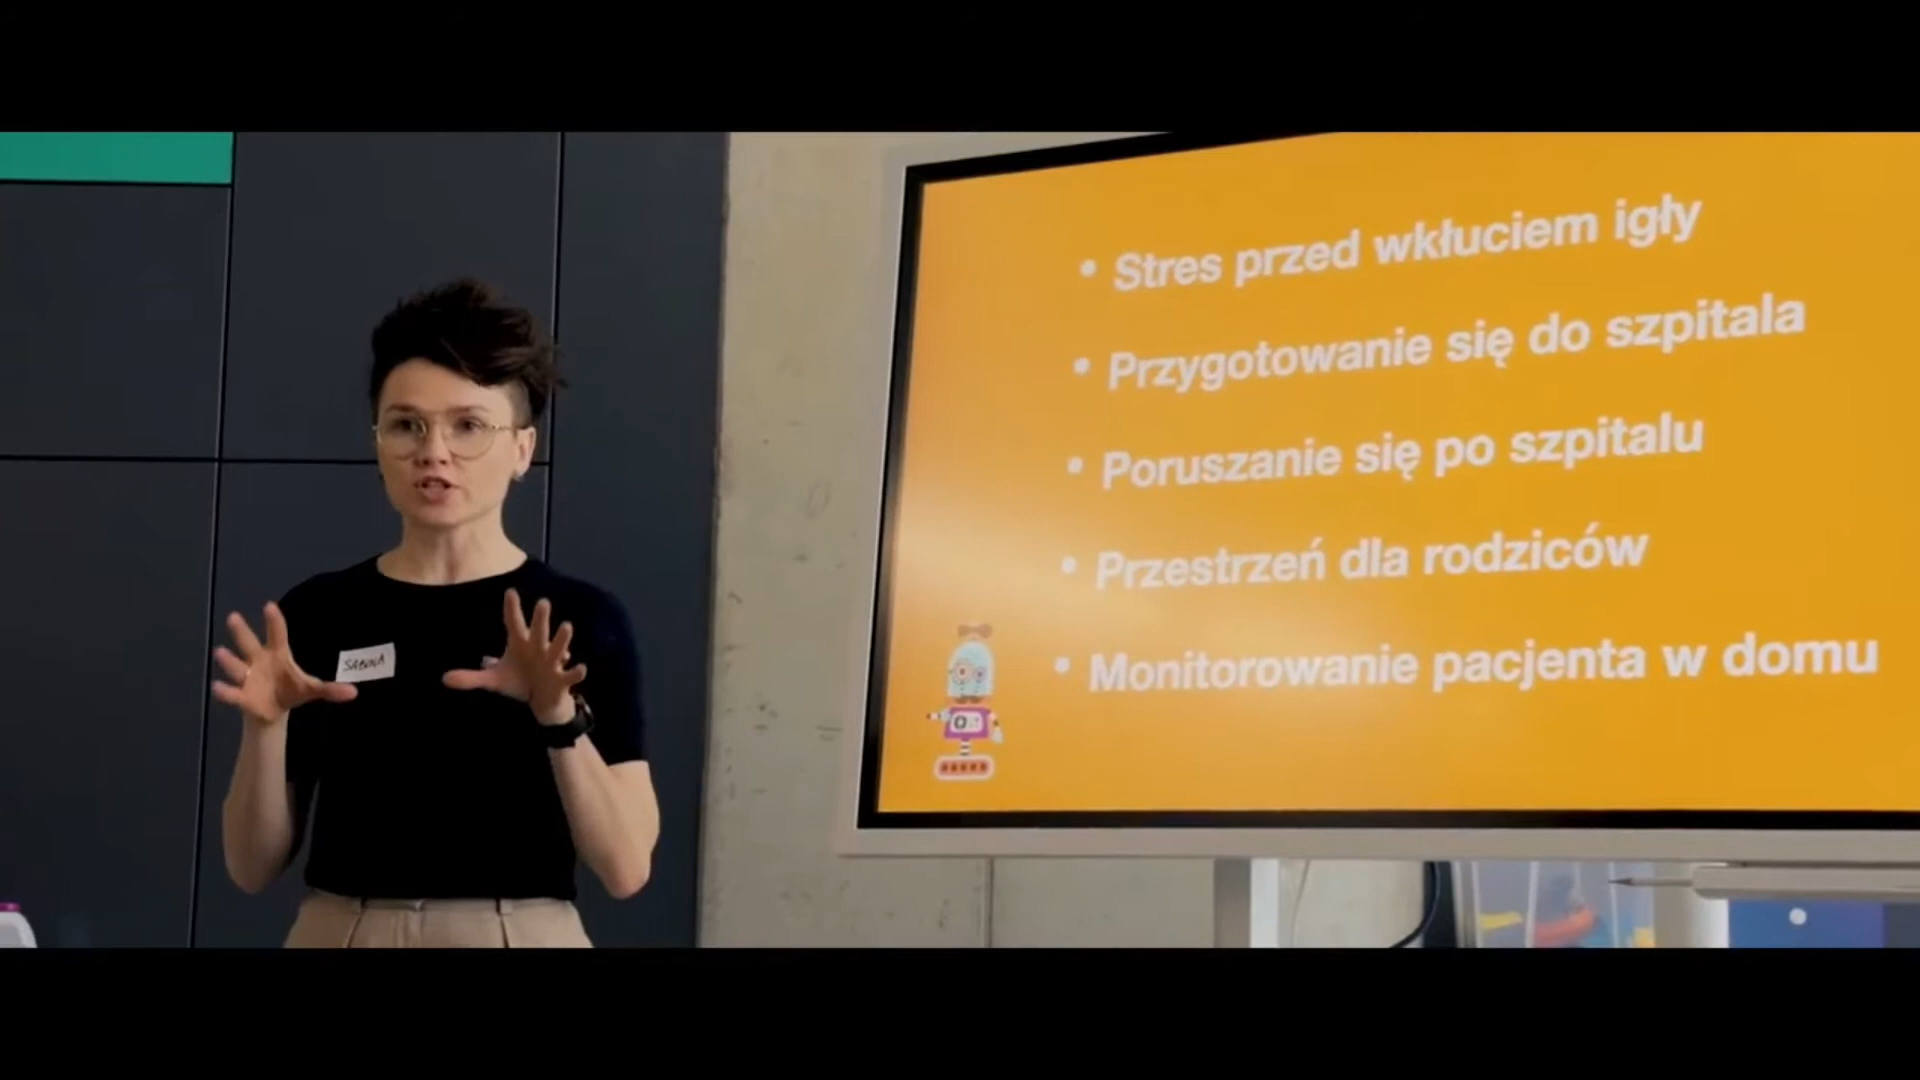 SABINA
• Stres przed wkłuciem igły
• Przygotowanie się do szpitala
• Poruszanie się po szpitalu
• Przestrzeń dla rodziców
• Monitorowanie pacjenta w domu